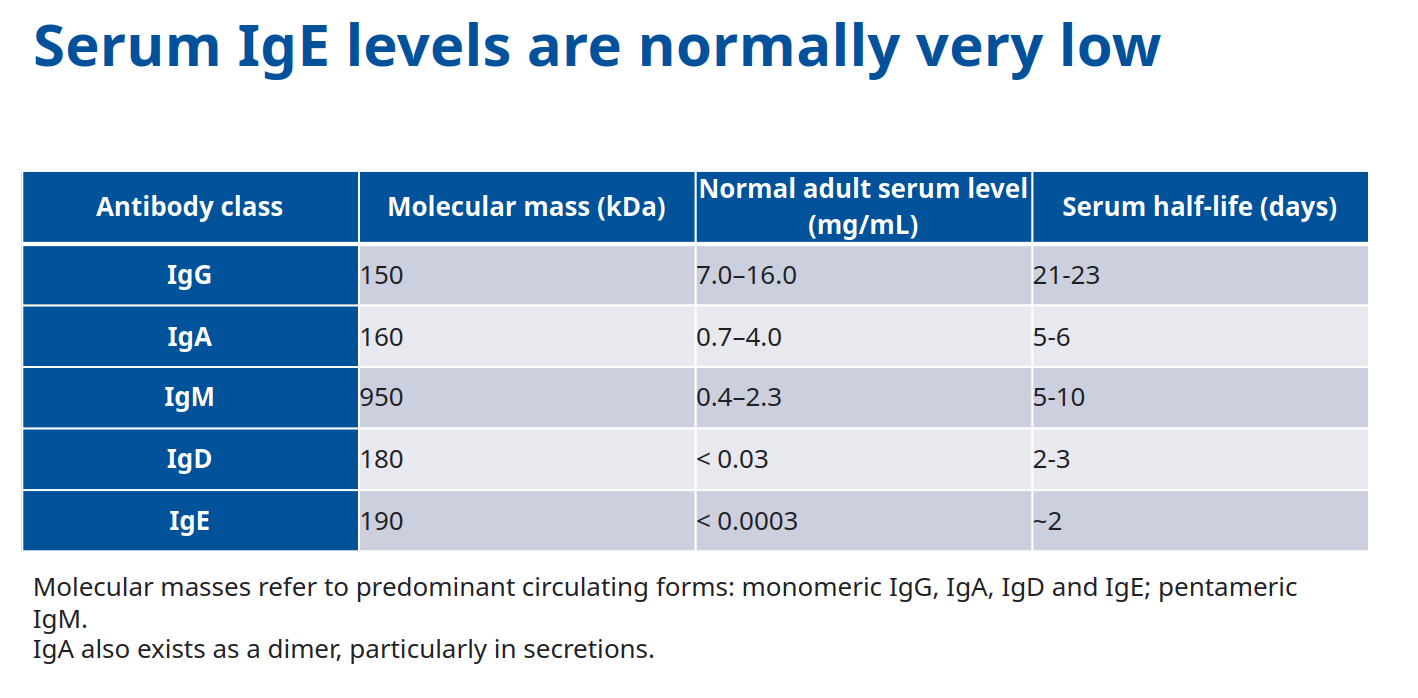 Serum IgE levels are normally very low
Antibody class
Molecular mass (kDa)
Normal adult serum level
(mg/mL)
Serum half-life (days)
IgG
150
7.0–16.0
21-23
IgA
160
0.7–4.0
5-6
IgM
950
0.4–2.3
5-10
IgD
180
< 0.03
2-3
IgE
190
< 0.0003
~2
Molecular masses refer to predominant circulating forms: monomeric IgG, IgA, IgD and IgE; pentameric
IgM.
IgA also exists as a dimer, particularly in secretions.